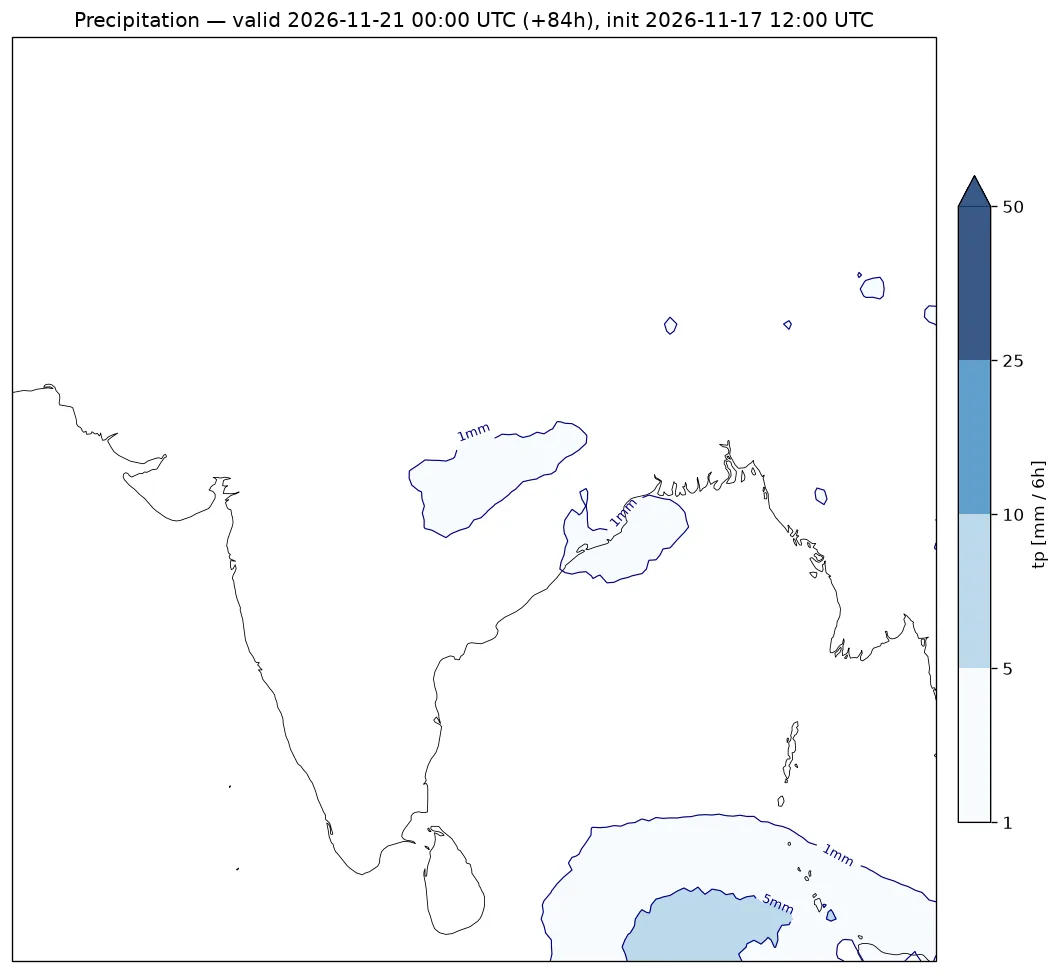 Precipitation — valid 2026-11-21 00:00 UTC (+84h), init 2026-11-17 12:00 UTC
50
25
10
5
1
tp [mm / 6h]
1mm
1mm
1mm
5mm